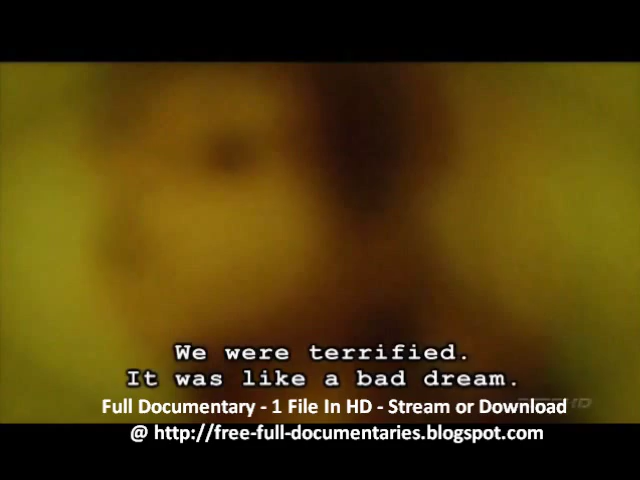 We were terrified.
It was like a bad dream.
Full Documentary - 1 File In HD - Stream or Download
@ http://free-full-documentaries.blogspot.com